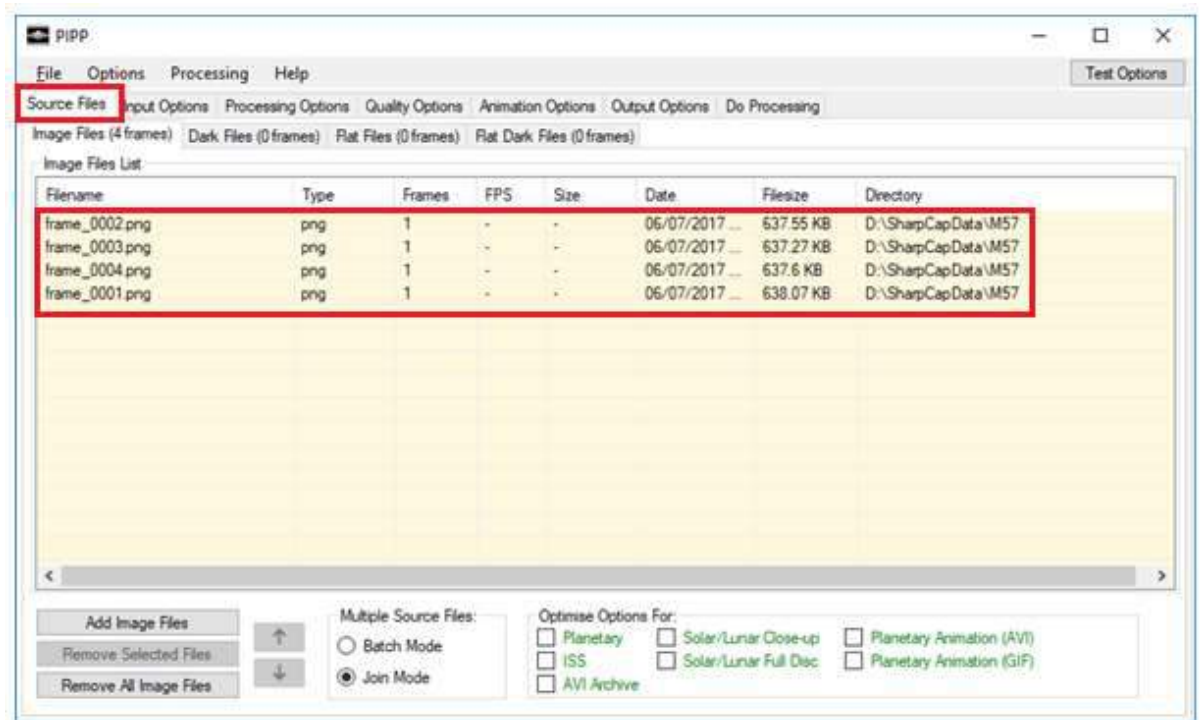 PIPP
File Options Processing Help Test Options
Source Files Input Options Processing Options Quality Options Animation Options Output Options Do Processing
Image Files (4 frames) Dark Files (0 frames) Flat Files (0 frames) Flat Dark Files (0 frames)
Image Files List
Filename Type Frames FPS Size Date Filesize Directory
frame_0002.png png 1 - - 06/07/2017 ... 637.55 KB D:\SharpCapData\M57
frame_0003.png png 1 - - 06/07/2017 ... 637.27 KB D:\SharpCapData\M57
frame_0004.png png 1 - - 06/07/2017 ... 637.6 KB D:\SharpCapData\M57
frame_0001.png png 1 - - 06/07/2017 ... 638.07 KB D:\SharpCapData\M57
Add Image Files
Remove Selected Files
Remove All Image Files
Multiple Source Files:
Batch Mode
Join Mode
Optimise Options For:
Planetary Solar/Lunar Close-up Planetary Animation (AVI)
ISS Solar/Lunar Full Disc Planetary Animation (GIF)
AVI Archive